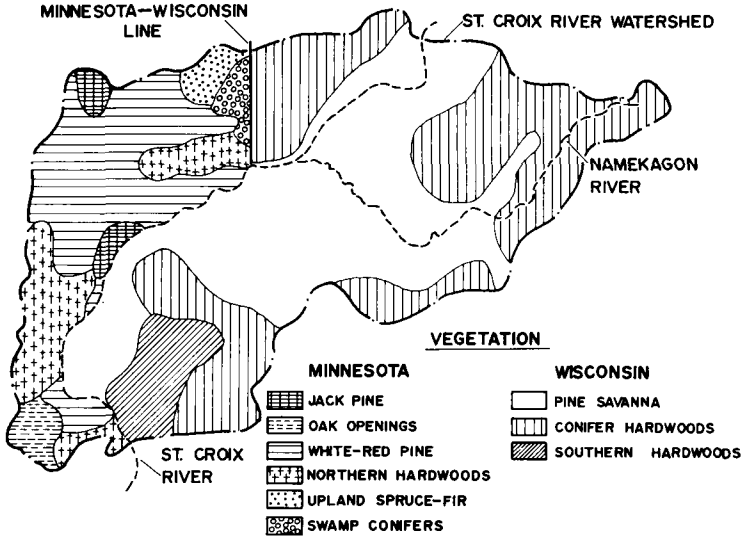 MINNESOTA-WISCONSIN
LINE
ST. CROIX RIVER WATERSHED
NAMEKAGON
RIVER
VEGETATION
MINNESOTA
JACK PINE
OAK OPENINGS
WHITE-RED PINE
NORTHERN HARDWOODS
UPLAND SPRUCE-FIR
SWAMP CONIFERS
WISCONSIN
PINE SAVANNA
CONIFER HARDWOODS
SOUTHERN HARDWOODS
ST. CROIX
RIVER